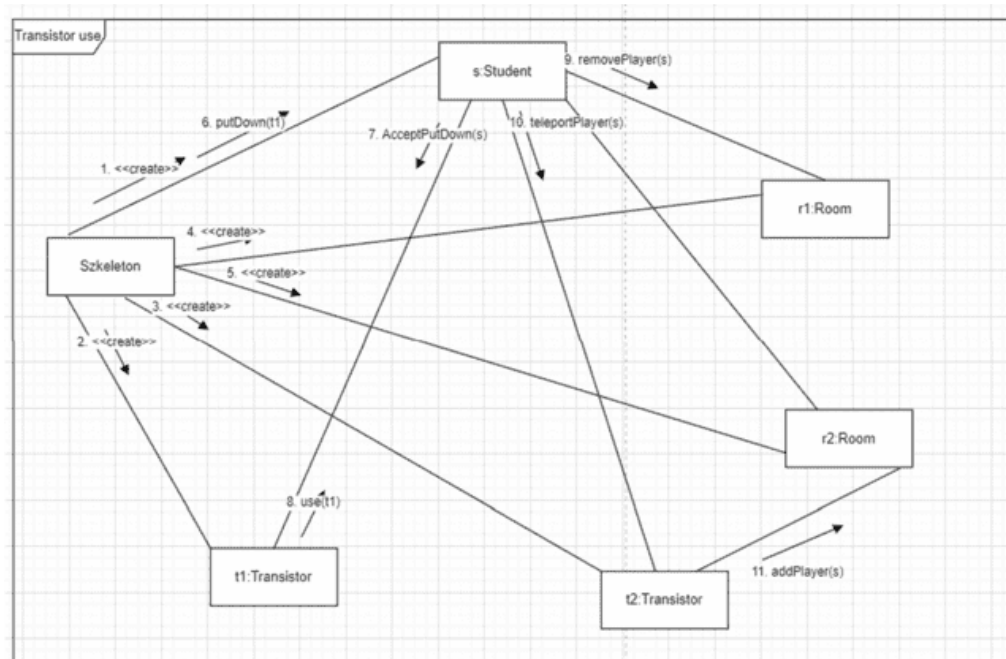 Transistor use
s:Student
9. removePlayer(s)
6. putDown(t1)
7. AcceptPutDown(s)
10. teleportPlayer(s)
1. <<create>>
r1:Room
4. <<create>>
Szkeleton
5. <<create>>
3. <<create>>
2. <<create>>
r2:Room
8. use(t1)
t1:Transistor
11. addPlayer(s)
t2:Transistor